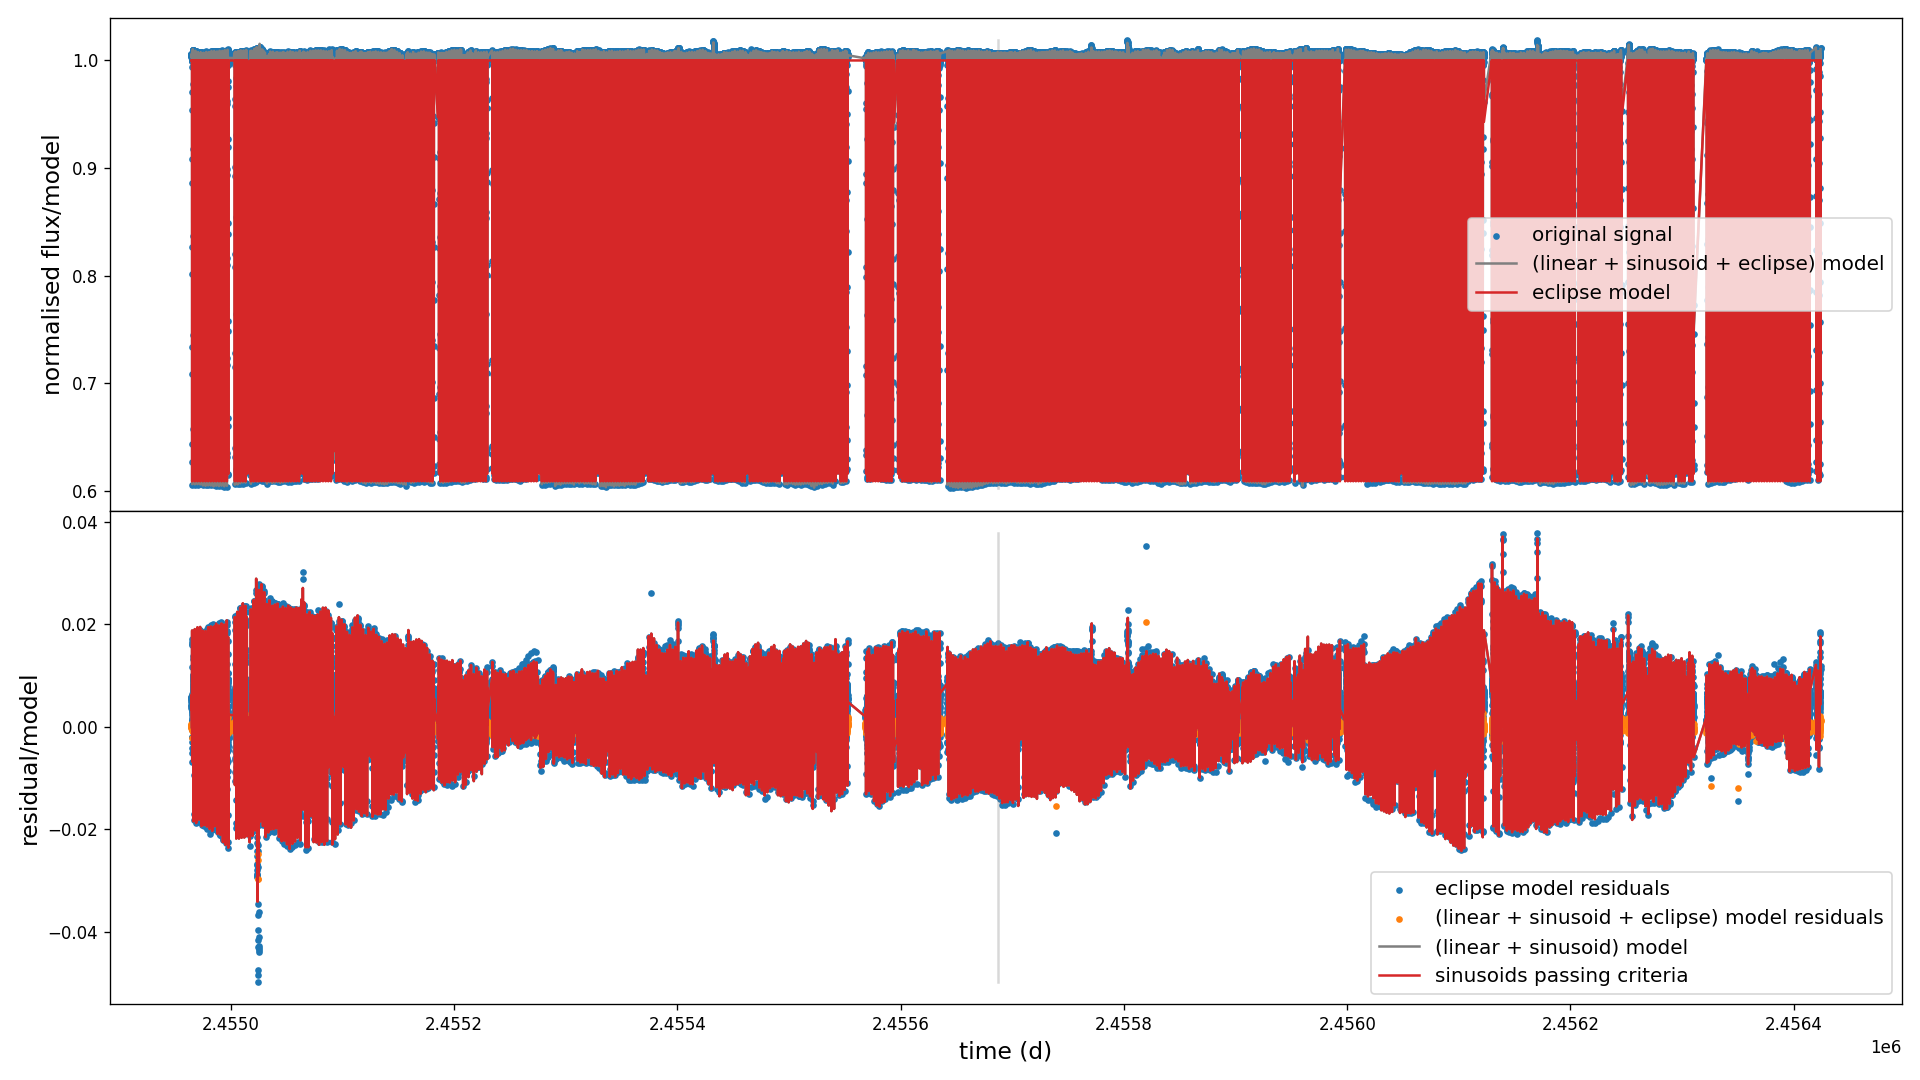 1.0
0.9
0.8
0.7
0.6
normalised flux/model
original signal
(linear + sinusoid + eclipse) model
eclipse model
0.04
0.02
0.00
−0.02
−0.04
residual/model
eclipse model residuals
(linear + sinusoid + eclipse) model residuals
(linear + sinusoid) model
sinusoids passing criteria
2.4550 2.4552 2.4554 2.4556 2.4558 2.4560 2.4562 2.4564
time (d)
1e6